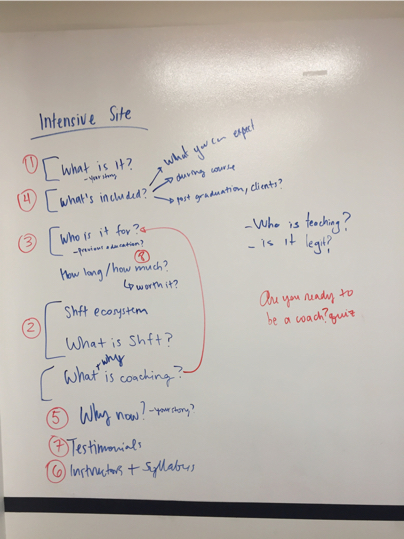 Intensive Site
① What is it?
- your story
④ What's included?
what you can expect
during course
post graduation, clients?
③ Who is it for?
- previous education?
How long/how much? ⑧
worth it?
② Shft ecosystem
What is Shft?
What + why is coaching?
⑤ Why now? - your story?
⑦ Testimonials
⑥ Instructors + Syllabus
- Who is teaching?
- is it legit?
Are you ready to
be a coach? quiz